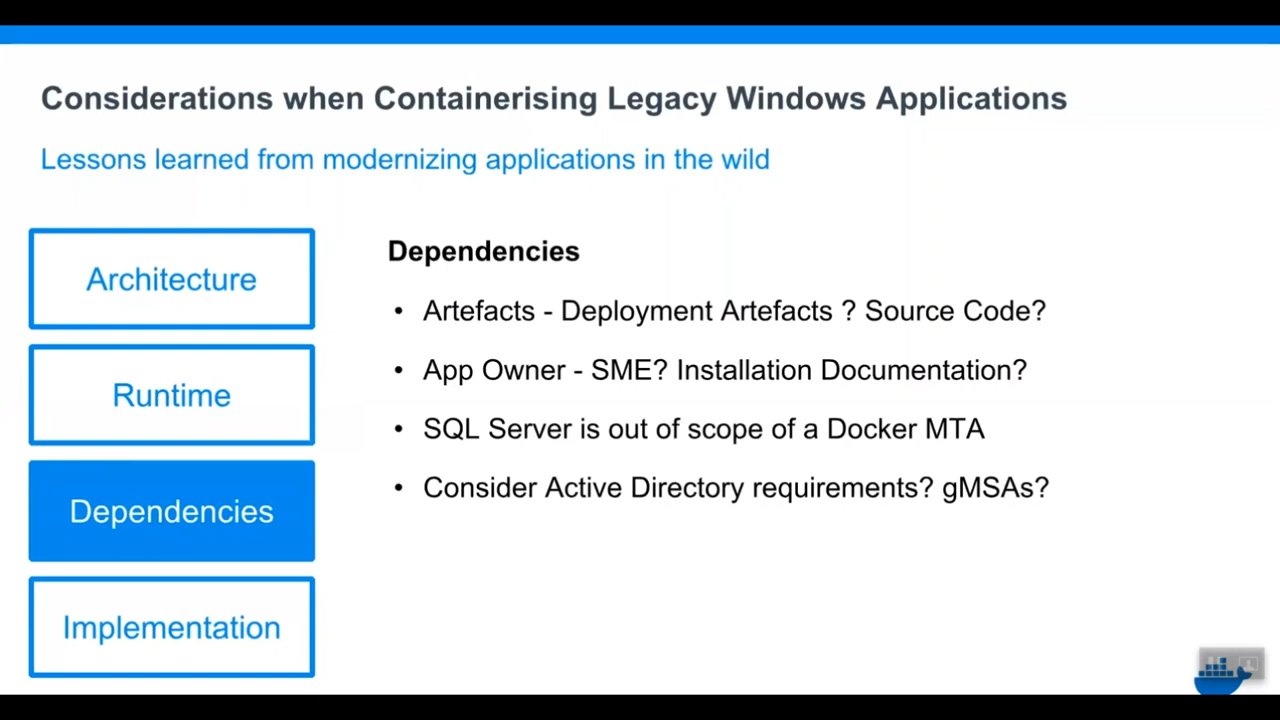 Considerations when Containerising Legacy Windows Applications
Lessons learned from modernizing applications in the wild
Architecture
Runtime
Dependencies
Implementation
Dependencies
• Artefacts - Deployment Artefacts ? Source Code?
• App Owner - SME? Installation Documentation?
• SQL Server is out of scope of a Docker MTA
• Consider Active Directory requirements? gMSAs?